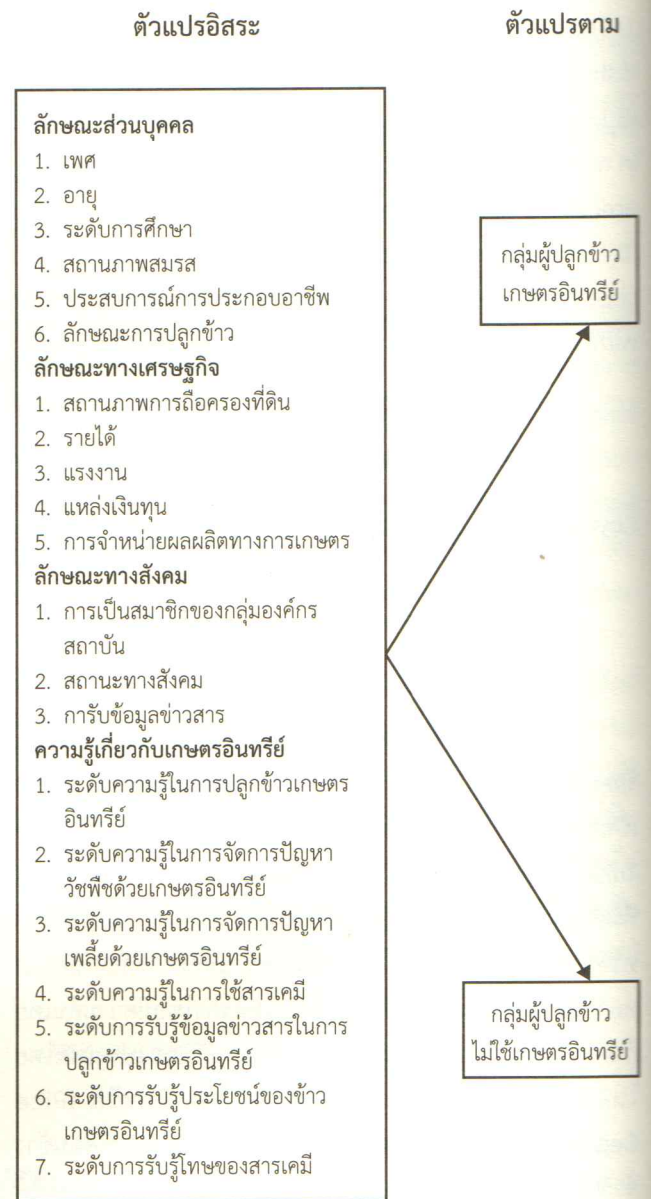 ตัวแปรอิสระ
ตัวแปรตาม
ลักษณะส่วนบุคคล
1. เพศ
2. อายุ
3. ระดับการศึกษา
4. สถานภาพสมรส
5. ประสบการณ์การประกอบอาชีพ
6. ลักษณะการปลูกข้าว
ลักษณะทางเศรษฐกิจ
1. สถานภาพการถือครองที่ดิน
2. รายได้
3. แรงงาน
4. แหล่งเงินทุน
5. การจำหน่ายผลผลิตทางการเกษตร
ลักษณะทางสังคม
1. การเป็นสมาชิกของกลุ่มองค์กร
สถาบัน
2. สถานะทางสังคม
3. การับข้อมูลข่าวสาร
ความรู้เกี่ยวกับเกษตรอินทรีย์
1. ระดับความรู้ในการปลูกข้าวเกษตร
อินทรีย์
2. ระดับความรู้ในการจัดการปัญหา
วัชพืชด้วยเกษตรอินทรีย์
3. ระดับความรู้ในการจัดการปัญหา
เพลี้ยด้วยเกษตรอินทรีย์
4. ระดับความรู้ในการใช้สารเคมี
5. ระดับการรับรู้ข้อมูลข่าวสารในการ
ปลูกข้าวเกษตรอินทรีย์
6. ระดับการรับรู้ประโยชน์ของข้าว
เกษตรอินทรีย์
7. ระดับการรับรู้โทษของสารเคมี
กลุ่มผู้ปลูกข้าว
เกษตรอินทรีย์
กลุ่มผู้ปลูกข้าว
ไม่ใช้เกษตรอินทรีย์